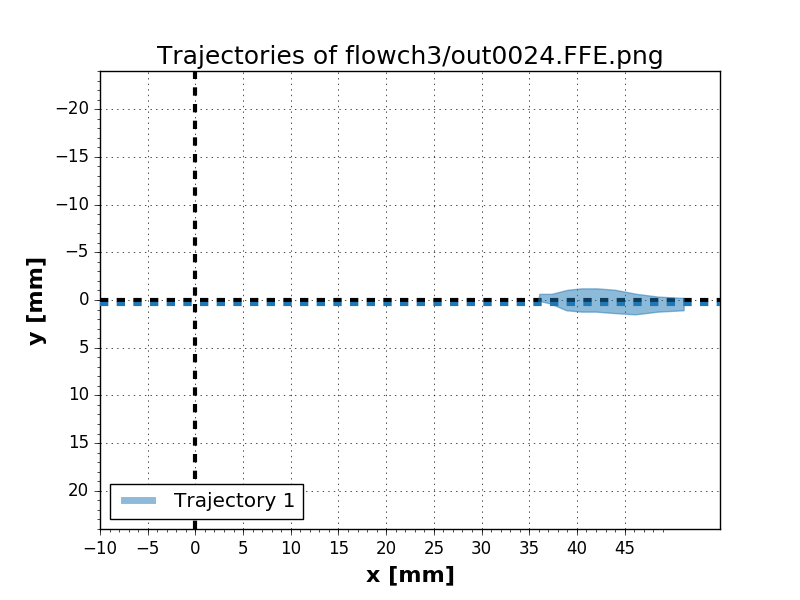 Trajectories of flowch3/out0024.FFE.png
y [mm]
−20
−15
−10
−5
0
5
10
15
20
Trajectory 1
−10 −5 0 5 10 15 20 25 30 35 40 45
x [mm]